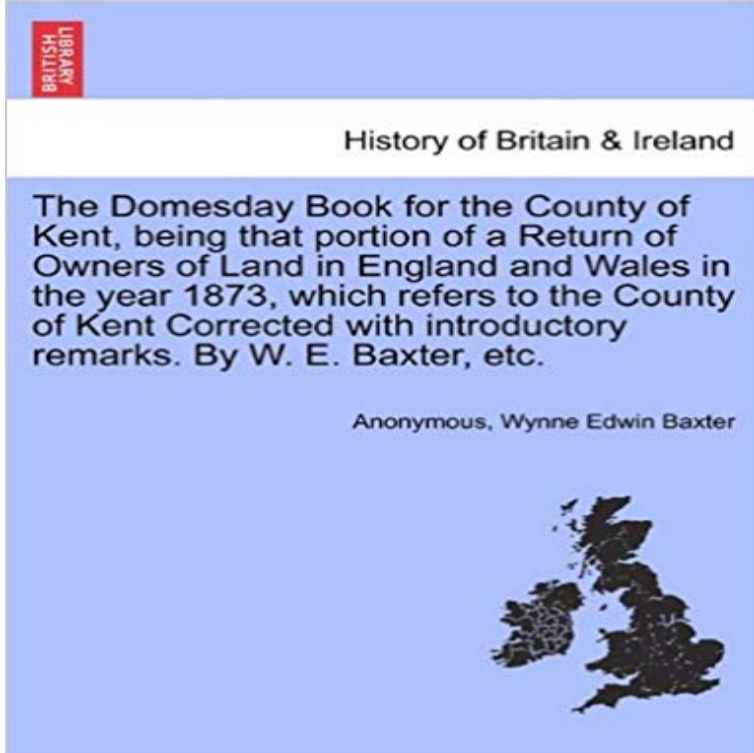 BRITISH
LIBRARY
History of Britain & Ireland
The Domesday Book for the County of
Kent, being that portion of a Return of
Owners of Land in England and Wales in
the year 1873, which refers to the County
of Kent Corrected with introductory
remarks. By W. E. Baxter, etc.
Anonymous, Wynne Edwin Baxter